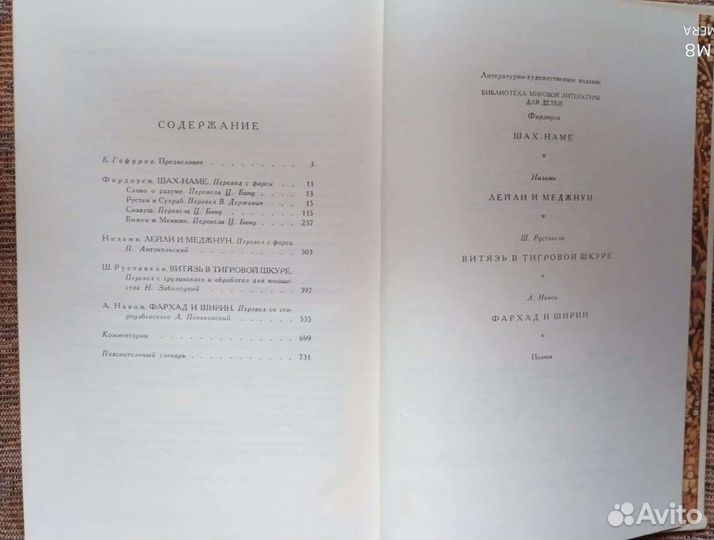 СОДЕРЖАНИЕ
Б. Гафуров. Предисловие . . . . . . . . . . 3
Фирдоуси. ШАХ-НАМЕ. Перевод с фарси . . . 11
Слово о разуме. Перевела Ц. Бану . . . . . 13
Рустам и Сухраб. Перевел В. Державин . . . 15
Сиавуш. Перевела Ц. Бану . . . . . . . . 115
Бижен и Мениже. Перевела Ц. Бану . . . . 237
Низами. ЛЕЙЛИ И МЕДЖНУН. Перевел с фарси
П. Антокольский . . . . . . . . . . . 303
Ш. Руставели. ВИТЯЗЬ В ТИГРОВОЙ ШКУРЕ.
Перевел с грузинского и обработал для юноше-
ства Н. Заболоцкий . . . . . . . . . . 397
А. Навои. ФАРХАД И ШИРИН. Перевел со ста-
роузбекского Л. Пеньковский . . . . . . 535
Комментарии . . . . . . . . . . . . . 699
Пояснительный словарь . . . . . . . . . 731
Литературно-художественное издание
БИБЛИОТЕКА МИРОВОЙ ЛИТЕРАТУРЫ
ДЛЯ ДЕТЕЙ
Фирдоуси
ШАХ-НАМЕ
*
Низами
ЛЕЙЛИ И МЕДЖНУН
*
Ш. Руставели
ВИТЯЗЬ В ТИГРОВОЙ ШКУРЕ
*
А. Навои
ФАРХАД И ШИРИН
*
Поэмы
Avito